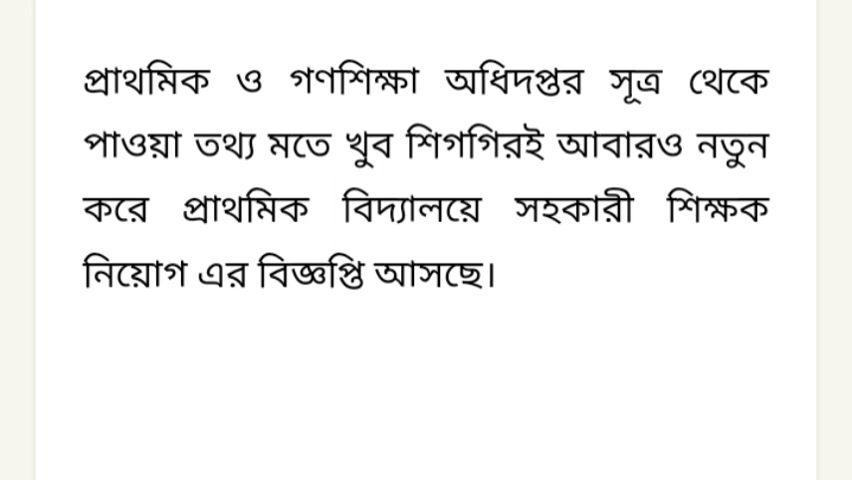 প্রাথমিক ও গণশিক্ষা অধিদপ্তর সূত্র থেকে
পাওয়া তথ্য মতে খুব শিগগিরই আবারও নতুন
করে প্রাথমিক বিদ্যালয়ে সহকারী শিক্ষক
নিয়োগ এর বিজ্ঞপ্তি আসছে।